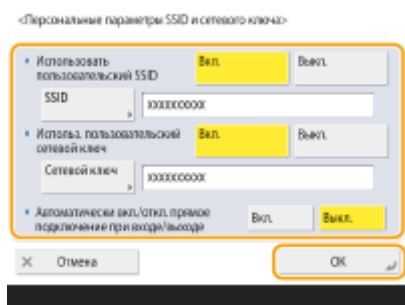 <Персональные параметры SSID и сетевого ключа>
Использовать
пользовательский SSID
Вкл.
Выкл.
SSID
xxxxxxxxxx
Использ. пользовательский
сетевой ключ
Вкл.
Выкл.
Сетевой ключ
xxxxxxxxxx
Автоматически вкл./откл. прямое
подключение при входе/выходе
Вкл.
Выкл.
Отмена
OK